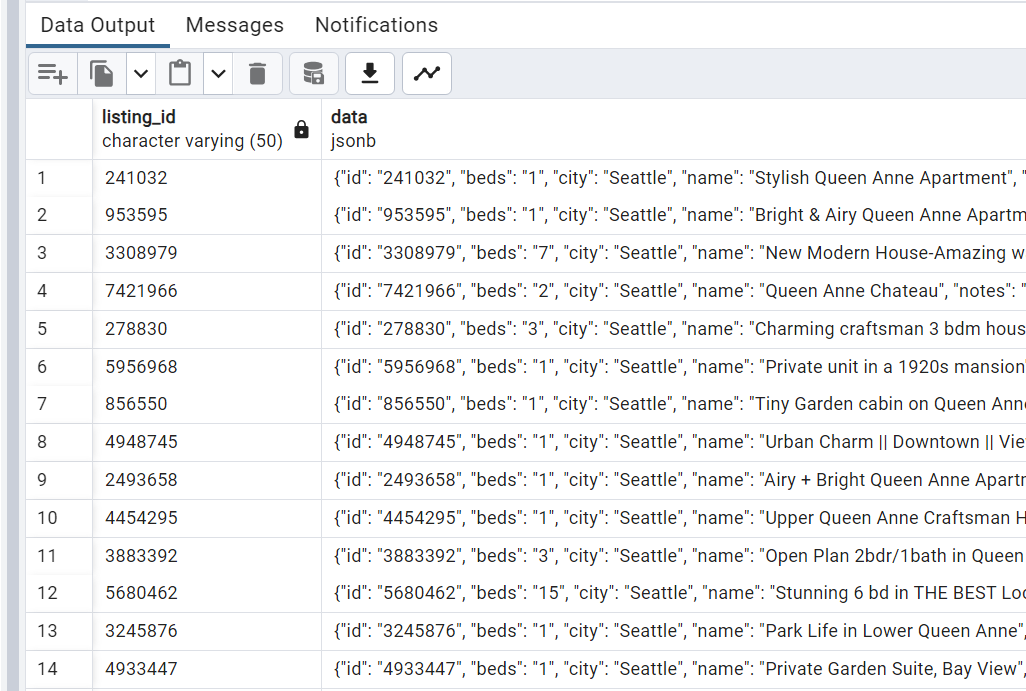 Data Output Messages Notifications
listing_id data
character varying (50) jsonb
1 241032 {"id": "241032", "beds": "1", "city": "Seattle", "name": "Stylish Queen Anne Apartment", "
2 953595 {"id": "953595", "beds": "1", "city": "Seattle", "name": "Bright & Airy Queen Anne Apartm
3 3308979 {"id": "3308979", "beds": "7", "city": "Seattle", "name": "New Modern House-Amazing w
4 7421966 {"id": "7421966", "beds": "2", "city": "Seattle", "name": "Queen Anne Chateau", "notes": "
5 278830 {"id": "278830", "beds": "3", "city": "Seattle", "name": "Charming craftsman 3 bdm hous
6 5956968 {"id": "5956968", "beds": "1", "city": "Seattle", "name": "Private unit in a 1920s mansion"
7 856550 {"id": "856550", "beds": "1", "city": "Seattle", "name": "Tiny Garden cabin on Queen Anne
8 4948745 {"id": "4948745", "beds": "1", "city": "Seattle", "name": "Urban Charm || Downtown || Vie
9 2493658 {"id": "2493658", "beds": "1", "city": "Seattle", "name": "Airy + Bright Queen Anne Apartm
10 4454295 {"id": "4454295", "beds": "1", "city": "Seattle", "name": "Upper Queen Anne Craftsman H
11 3883392 {"id": "3883392", "beds": "3", "city": "Seattle", "name": "Open Plan 2bdr/1bath in Queen
12 5680462 {"id": "5680462", "beds": "15", "city": "Seattle", "name": "Stunning 6 bd in THE BEST Loc
13 3245876 {"id": "3245876", "beds": "1", "city": "Seattle", "name": "Park Life in Lower Queen Anne",
14 4933447 {"id": "4933447", "beds": "1", "city": "Seattle", "name": "Private Garden Suite, Bay View",